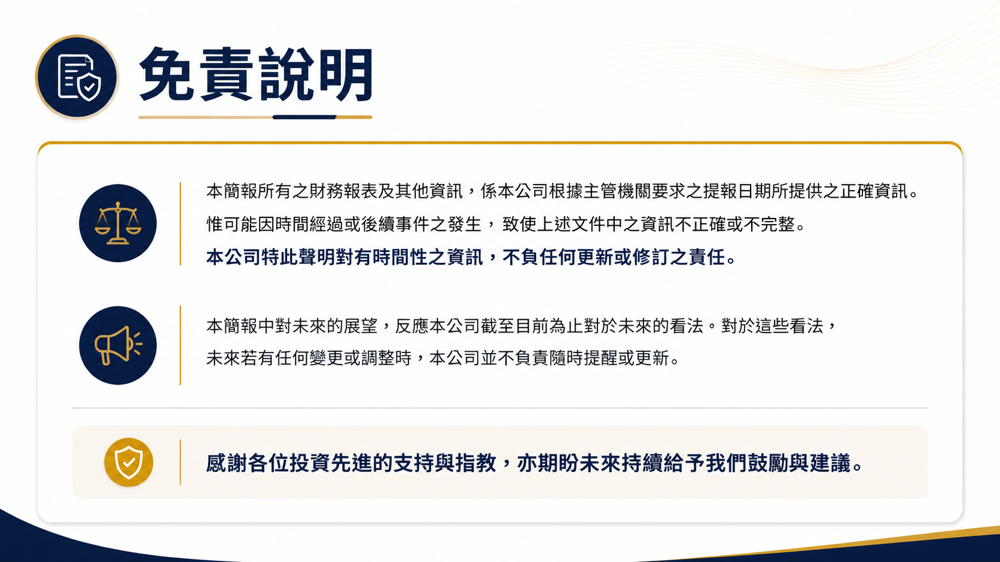 免責說明
本簡報所有之財務報表及其他資訊，係本公司根據主管機關要求之提報日期所提供之正確資訊。
惟可能因時間經過或後續事件之發生， 致使上述文件中之資訊不正確或不完整。
本公司特此聲明對有時間性之資訊，不負任何更新或修訂之責任。
本簡報中對未來的展望，反應本公司截至目前為止對於未來的看法。對於這些看法，
未來若有任何變更或調整時，本公司並不負責隨時提醒或更新。
感謝各位投資先進的支持與指教，亦期盼未來持續給予我們鼓勵與建議。